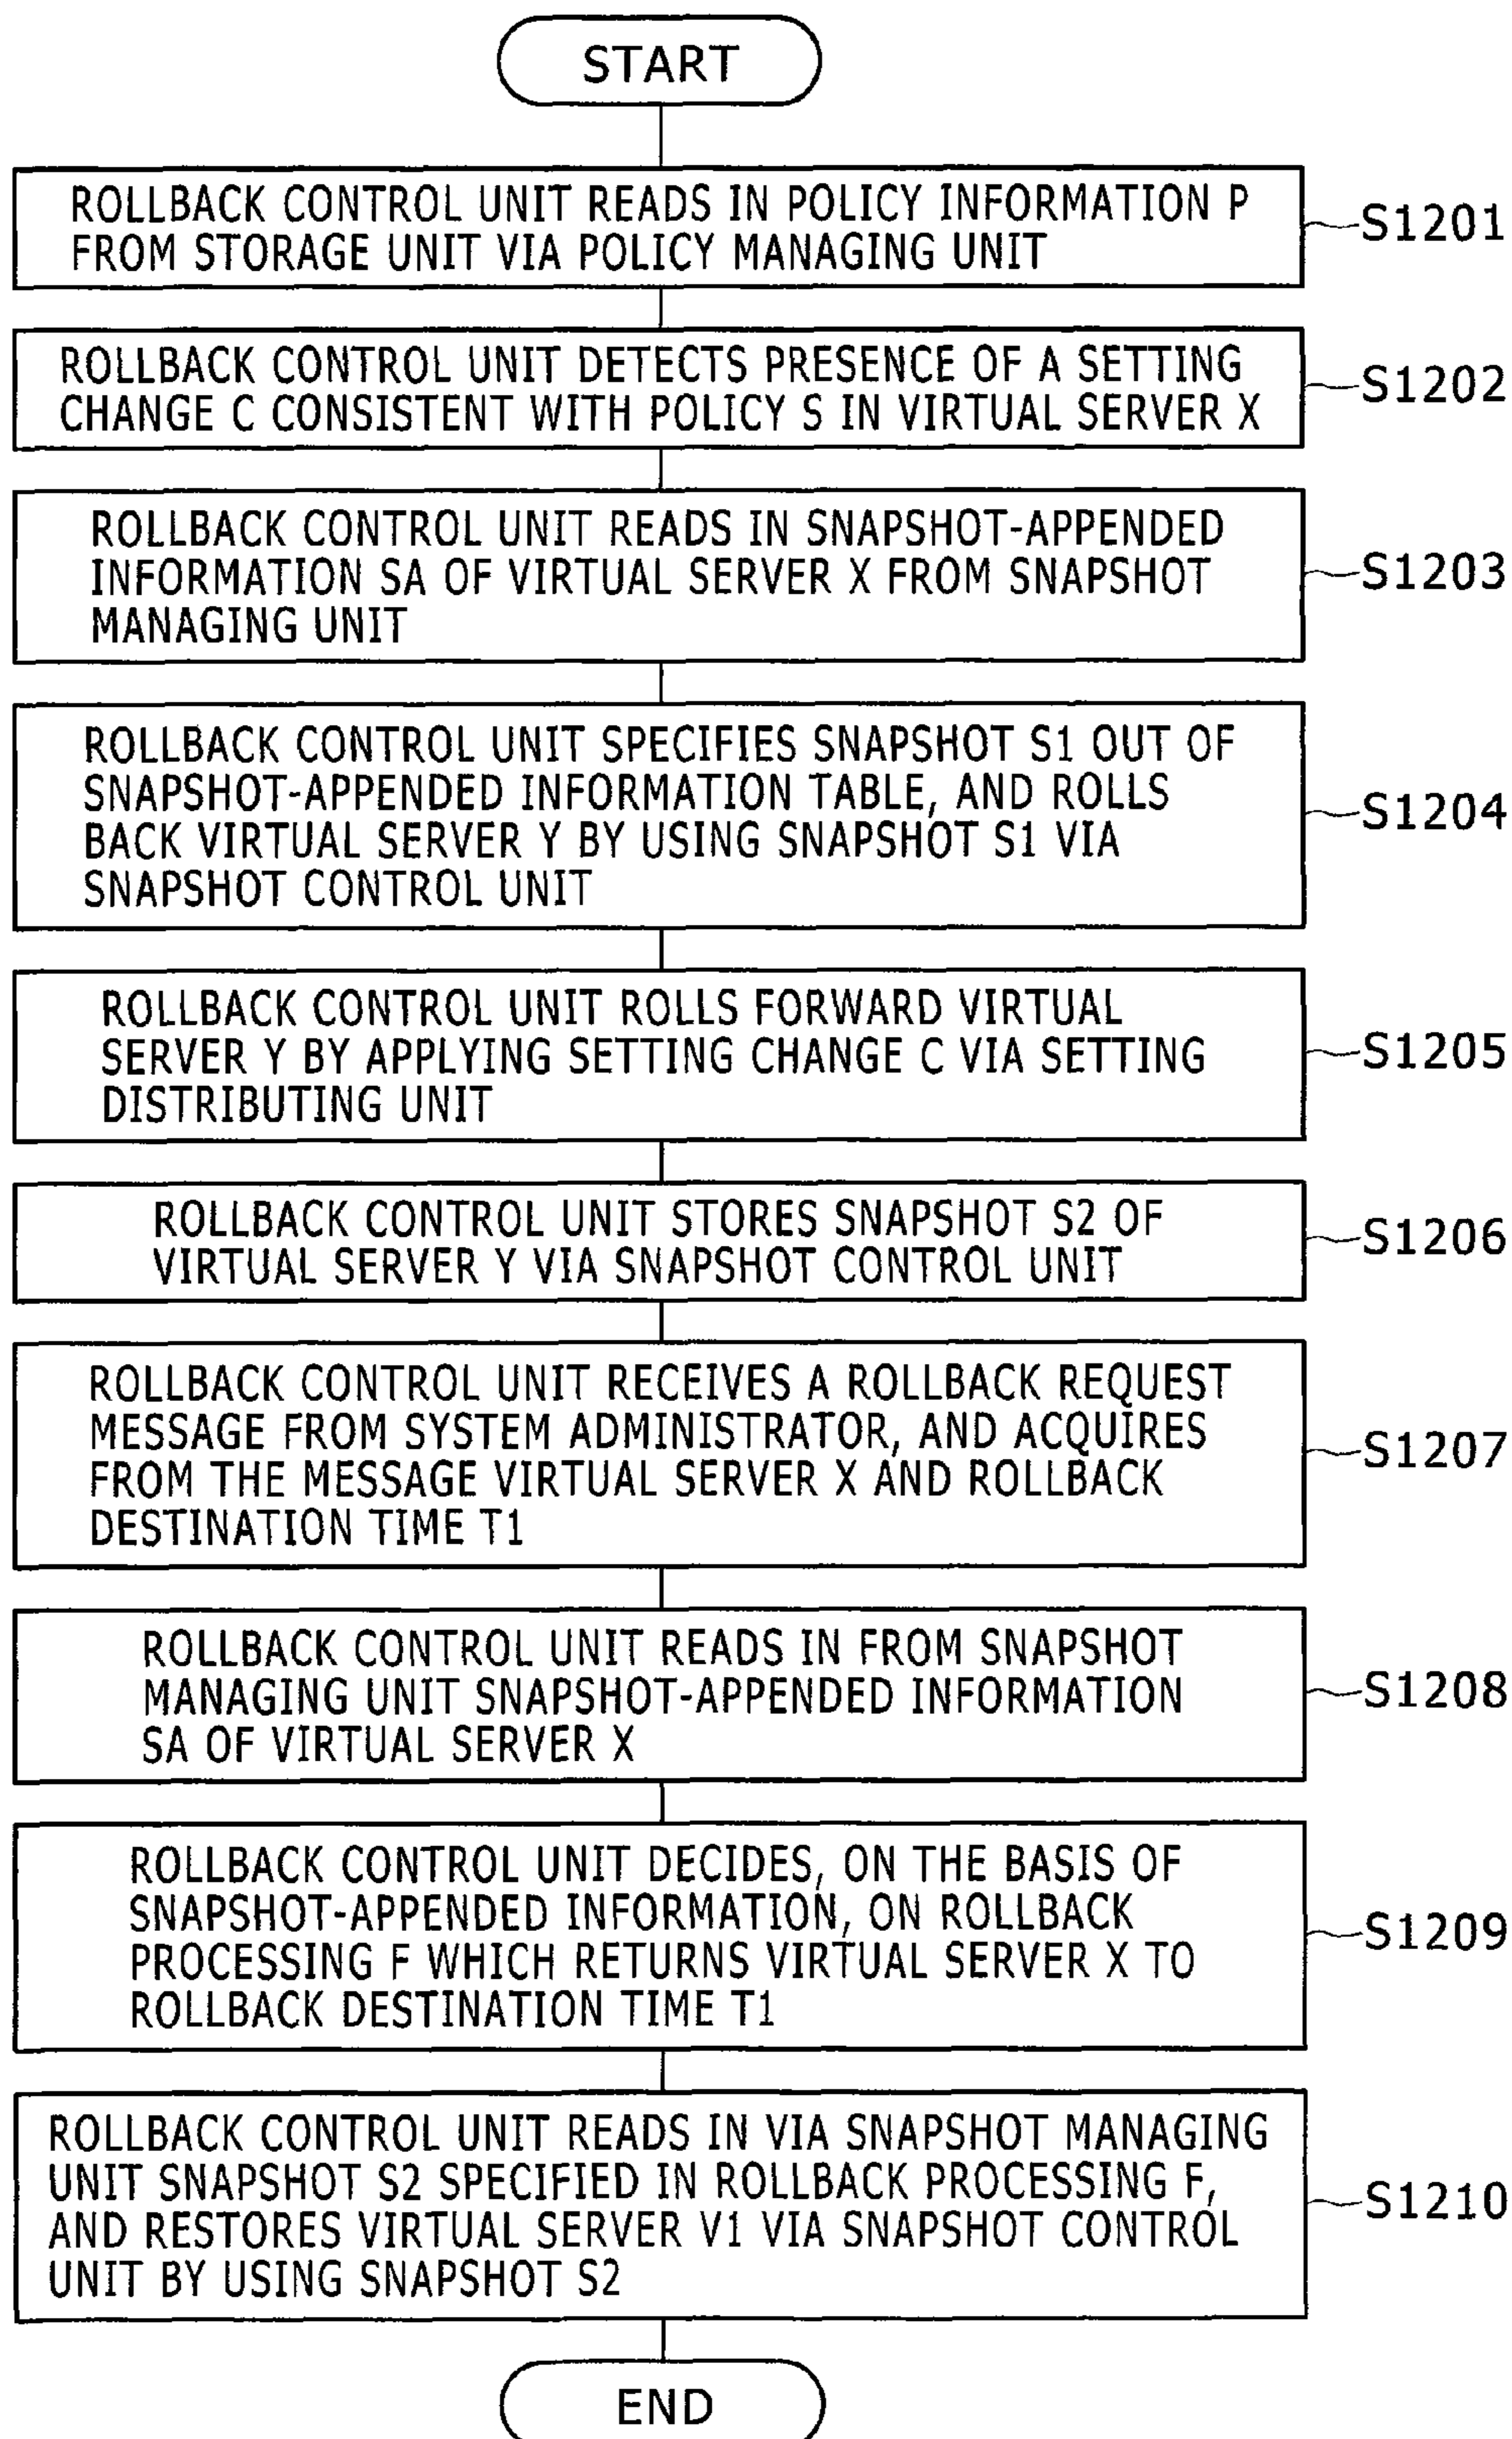 START
ROLLBACK CONTROL UNIT READS IN POLICY INFORMATION P
FROM STORAGE UNIT VIA POLICY MANAGING UNIT
S1201
ROLLBACK CONTROL UNIT DETECTS PRESENCE OF A SETTING
CHANGE C CONSISTENT WITH POLICY S IN VIRTUAL SERVER X
S1202
ROLLBACK CONTROL UNIT READS IN SNAPSHOT-APPENDED
INFORMATION SA OF VIRTUAL SERVER X FROM SNAPSHOT
MANAGING UNIT
S1203
ROLLBACK CONTROL UNIT SPECIFIES SNAPSHOT S1 OUT OF
SNAPSHOT-APPENDED INFORMATION TABLE, AND ROLLS
BACK VIRTUAL SERVER Y BY USING SNAPSHOT S1 VIA
SNAPSHOT CONTROL UNIT
S1204
ROLLBACK CONTROL UNIT ROLLS FORWARD VIRTUAL
SERVER Y BY APPLYING SETTING CHANGE C VIA SETTING
DISTRIBUTING UNIT
S1205
ROLLBACK CONTROL UNIT STORES SNAPSHOT S2 OF
VIRTUAL SERVER Y VIA SNAPSHOT CONTROL UNIT
S1206
ROLLBACK CONTROL UNIT RECEIVES A ROLLBACK REQUEST
MESSAGE FROM SYSTEM ADMINISTRATOR, AND ACQUIRES
FROM THE MESSAGE VIRTUAL SERVER X AND ROLLBACK
DESTINATION TIME T1
S1207
ROLLBACK CONTROL UNIT READS IN FROM SNAPSHOT
MANAGING UNIT SNAPSHOT-APPENDED INFORMATION
SA OF VIRTUAL SERVER X
S1208
ROLLBACK CONTROL UNIT DECIDES, ON THE BASIS OF
SNAPSHOT-APPENDED INFORMATION, ON ROLLBACK
PROCESSING F WHICH RETURNS VIRTUAL SERVER X TO
ROLLBACK DESTINATION TIME T1
S1209
ROLLBACK CONTROL UNIT READS IN VIA SNAPSHOT MANAGING
UNIT SNAPSHOT S2 SPECIFIED IN ROLLBACK PROCESSING F,
AND RESTORES VIRTUAL SERVER V1 VIA SNAPSHOT CONTROL
UNIT BY USING SNAPSHOT S2
S1210
END